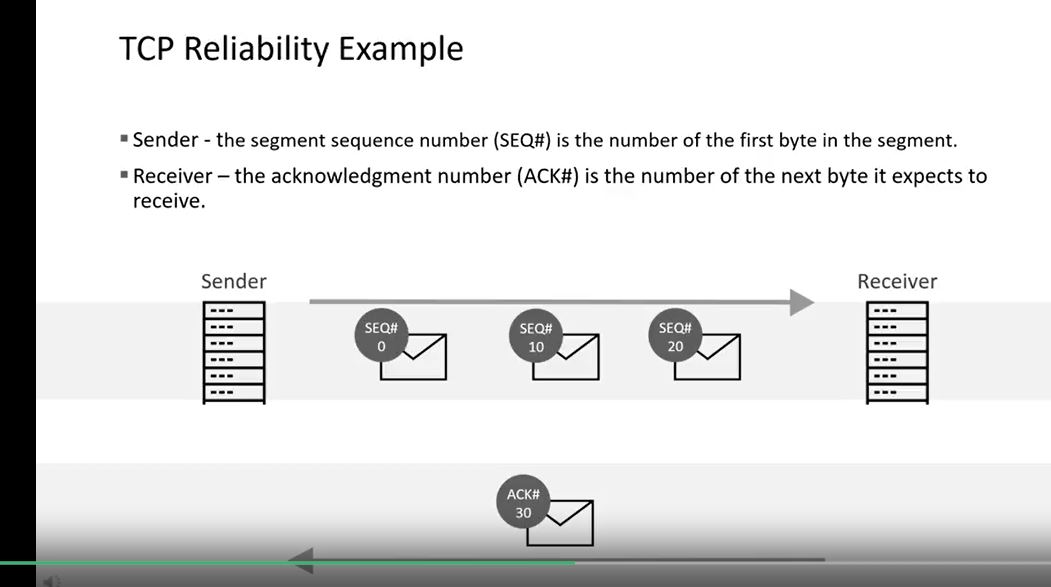 TCP Reliability Example
▪ Sender - the segment sequence number (SEQ#) is the number of the first byte in the segment.
▪ Receiver – the acknowledgment number (ACK#) is the number of the next byte it expects to
receive.
Sender
Receiver
SEQ#
0
SEQ#
10
SEQ#
20
ACK#
30